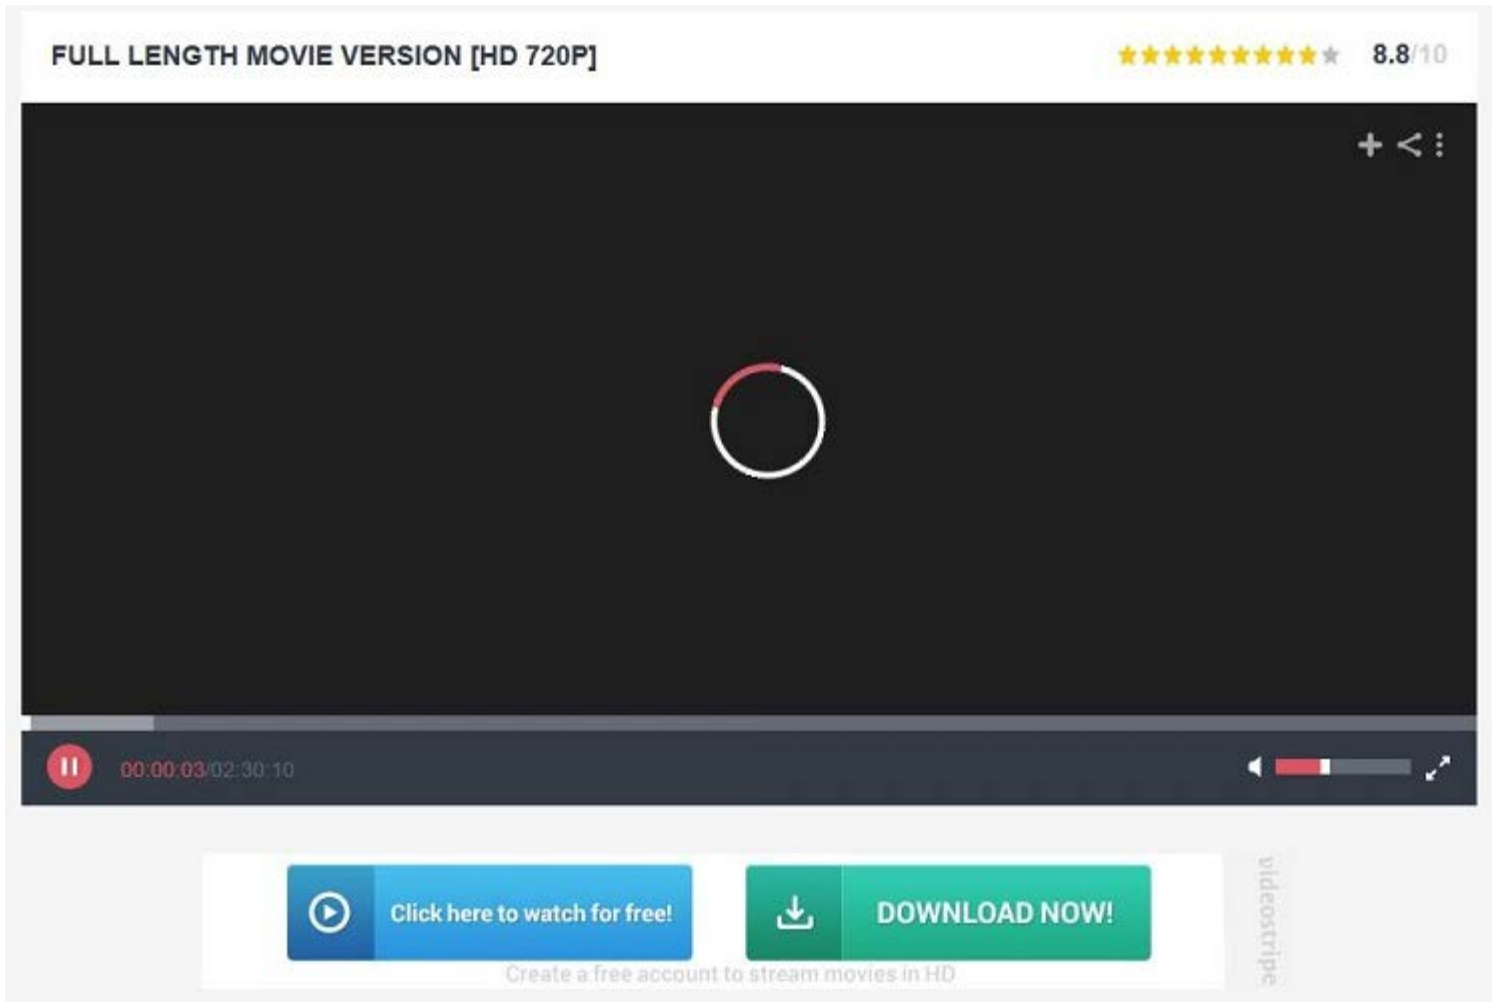 FULL LENGTH MOVIE VERSION [HD 720P]
8.8/10
00:00:03/02:30:10
Click here to watch for free!
DOWNLOAD NOW!
Create a free account to stream movies in HD
videostripe